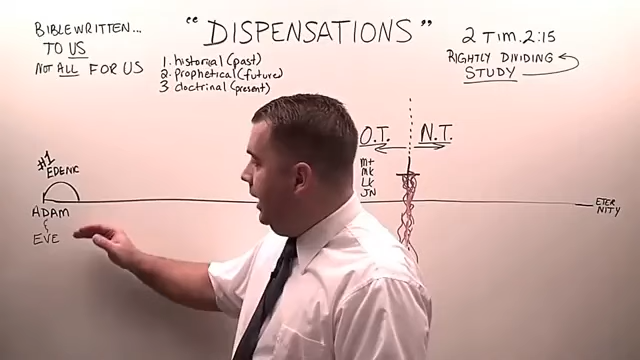 BIBLE WRITTEN...
TO US
NOT ALL FOR US
"DISPENSATIONS"
1. historial (past)
2. Prophetical (future)
3 doctrinal (present)
2 TIM. 2:15
RIGHTLY DIVIDING
STUDY
O.T. N.T.
mt
mk
LK
JN
#1
EDENIC
ADAM
&
EVE
ETER
NITY